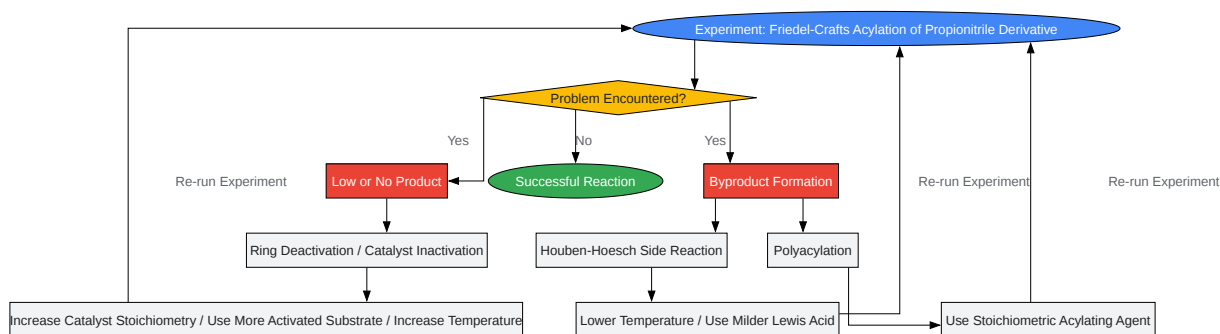 Experiment: Friedel-Crafts Acylation of Propionitrile Derivative
Problem Encountered?
Yes
No
Yes
Re-run Experiment
Low or No Product
Successful Reaction
Byproduct Formation
Re-run Experiment
Re-run Experiment
Ring Deactivation / Catalyst Inactivation
Houben-Hoesch Side Reaction
Polyacylation
Increase Catalyst Stoichiometry / Use More Activated Substrate / Increase Temperature
Lower Temperature / Use Milder Lewis Acid
Use Stoichiometric Acylating Agent